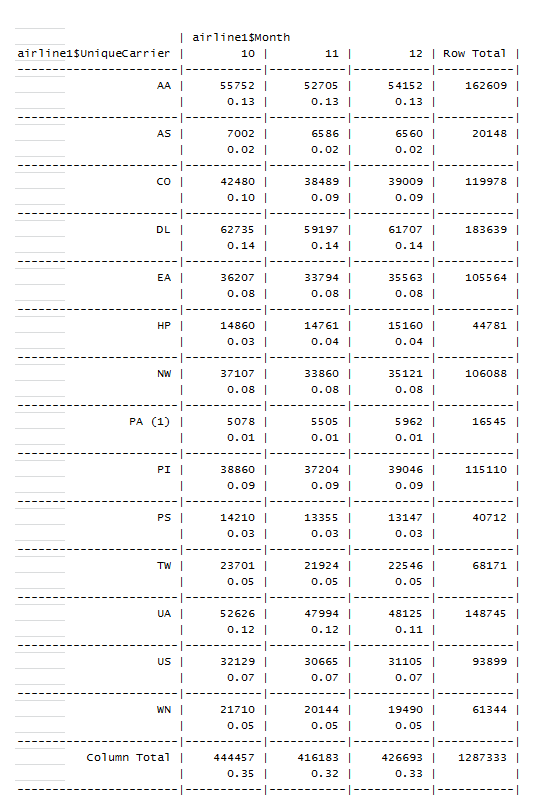 | airline1$Month
airline1$UniqueCarrier | 10 | 11 | 12 | Row Total |
-----------------------|-----------|-----------|-----------|-----------|
AA | 55752 | 52705 | 54152 | 162609 |
| 0.13 | 0.13 | 0.13 | |
-----------------------|-----------|-----------|-----------|-----------|
AS | 7002 | 6586 | 6560 | 20148 |
| 0.02 | 0.02 | 0.02 | |
-----------------------|-----------|-----------|-----------|-----------|
CO | 42480 | 38489 | 39009 | 119978 |
| 0.10 | 0.09 | 0.09 | |
-----------------------|-----------|-----------|-----------|-----------|
DL | 62735 | 59197 | 61707 | 183639 |
| 0.14 | 0.14 | 0.14 | |
-----------------------|-----------|-----------|-----------|-----------|
EA | 36207 | 33794 | 35563 | 105564 |
| 0.08 | 0.08 | 0.08 | |
-----------------------|-----------|-----------|-----------|-----------|
HP | 14860 | 14761 | 15160 | 44781 |
| 0.03 | 0.04 | 0.04 | |
-----------------------|-----------|-----------|-----------|-----------|
NW | 37107 | 33860 | 35121 | 106088 |
| 0.08 | 0.08 | 0.08 | |
-----------------------|-----------|-----------|-----------|-----------|
PA (1) | 5078 | 5505 | 5962 | 16545 |
| 0.01 | 0.01 | 0.01 | |
-----------------------|-----------|-----------|-----------|-----------|
PI | 38860 | 37204 | 39046 | 115110 |
| 0.09 | 0.09 | 0.09 | |
-----------------------|-----------|-----------|-----------|-----------|
PS | 14210 | 13355 | 13147 | 40712 |
| 0.03 | 0.03 | 0.03 | |
-----------------------|-----------|-----------|-----------|-----------|
TW | 23701 | 21924 | 22546 | 68171 |
| 0.05 | 0.05 | 0.05 | |
-----------------------|-----------|-----------|-----------|-----------|
UA | 52626 | 47994 | 48125 | 148745 |
| 0.12 | 0.12 | 0.11 | |
-----------------------|-----------|-----------|-----------|-----------|
US | 32129 | 30665 | 31105 | 93899 |
| 0.07 | 0.07 | 0.07 | |
-----------------------|-----------|-----------|-----------|-----------|
WN | 21710 | 20144 | 19490 | 61344 |
| 0.05 | 0.05 | 0.05 | |
-----------------------|-----------|-----------|-----------|-----------|
Column Total | 444457 | 416183 | 426693 | 1287333 |
| 0.35 | 0.32 | 0.33 | |
-----------------------|-----------|-----------|-----------|-----------|